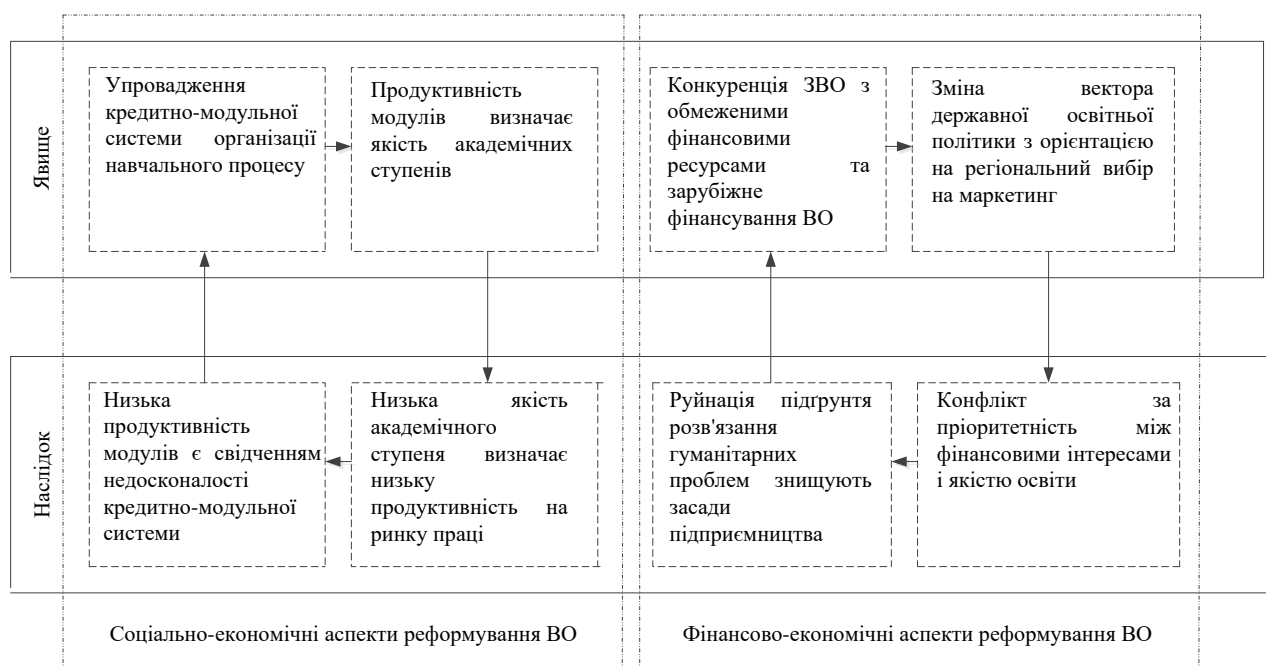 Явище
Упровадження
кредитно-модульної
системи організації
навчального процесу
Продуктивність
модулів визначає
якість академічних
ступенів
Конкуренція ЗВО з
обмеженими
фінансовими
ресурсами та
зарубіжне
фінансування ВО
Зміна вектора
державної освітньої
політики з орієнтацією
на регіональний вибір
на маркетинг
Наслідок
Низька
продуктивність
модулів є свідченням
недосконалості
кредитно-модульної
системи
Низька якість
академічного
ступеня визначає
низьку
продуктивність на
ринку праці
Руйнація підґрунтя
розв'язання
гуманітарних
проблем знищують
засади
підприємництва
Конфлікт за
пріоритетність між
фінансовими інтересами
і якістю освіти
Соціально-економічні аспекти реформування ВО
Фінансово-економічні аспекти реформування ВО